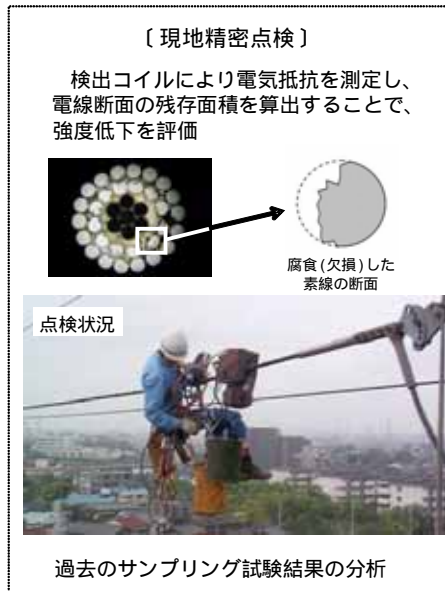 〔現地精密点検〕
検出コイルにより電気抵抗を測定し、
電線断面の残存面積を算出することで、
強度低下を評価
腐食(欠損)した
素線の断面
点検状況
過去のサンプリング試験結果の分析